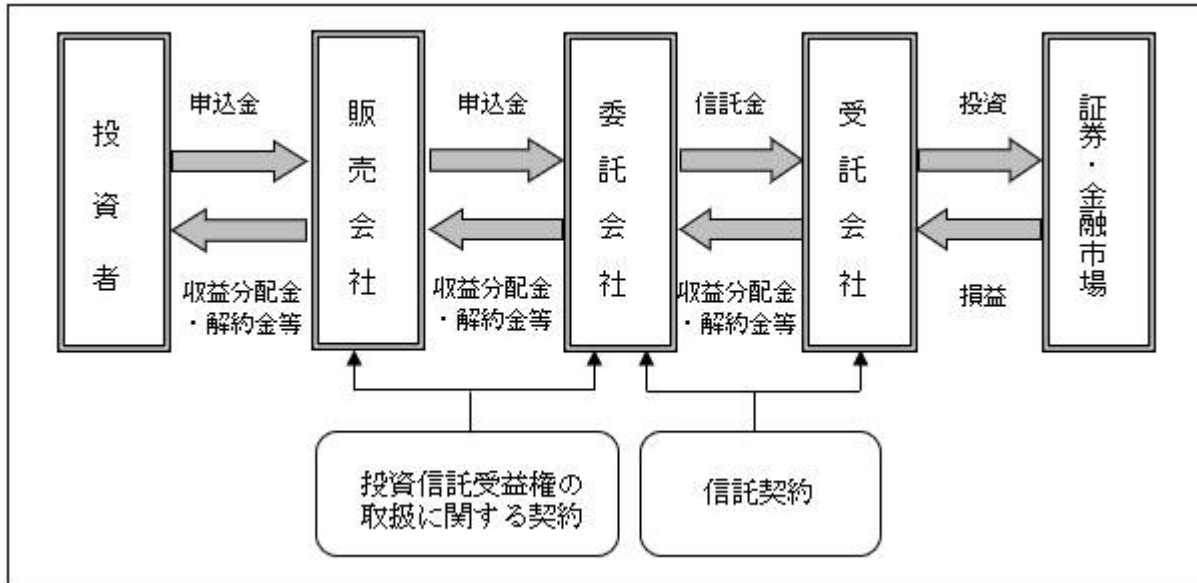 投資者
申込金
収益分配金
・解約金等
販売会社
申込金
収益分配金
・解約金等
委託会社
信託金
収益分配金
・解約金等
受託会社
投資
損益
証券・金融市場
投資信託受益権の
取扱に関する契約
信託契約